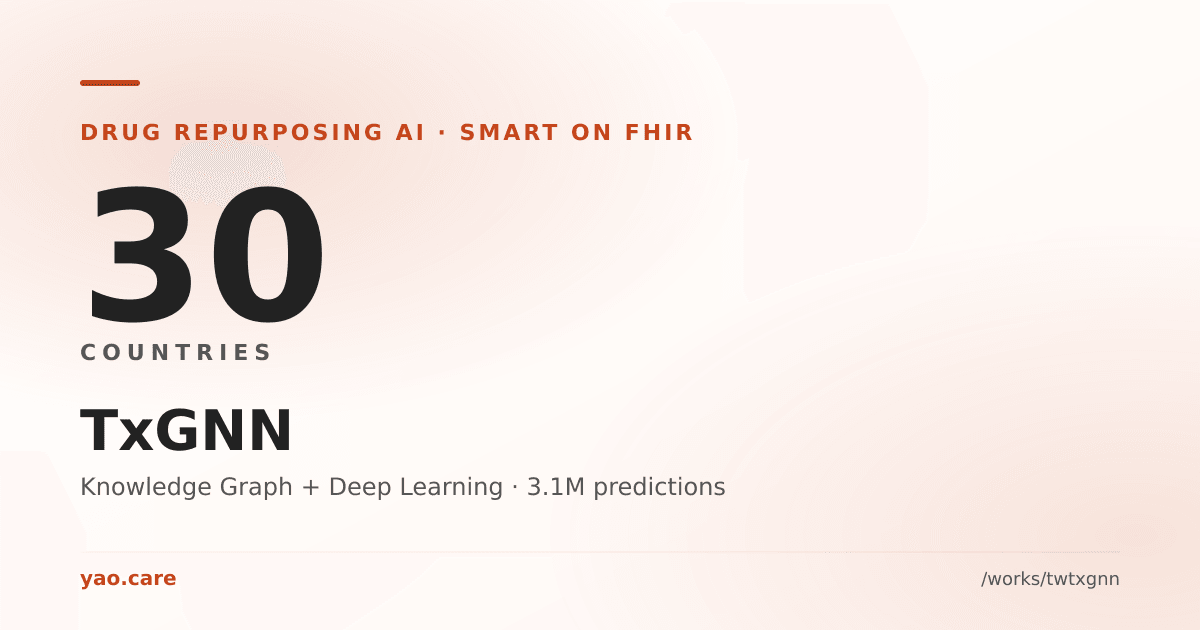 DRUG REPURPOSING AI · SMART ON FHIR
30
COUNTRIES
TxGNN
Knowledge Graph + Deep Learning · 3.1M predictions
yao.care
/works/twtxgnn